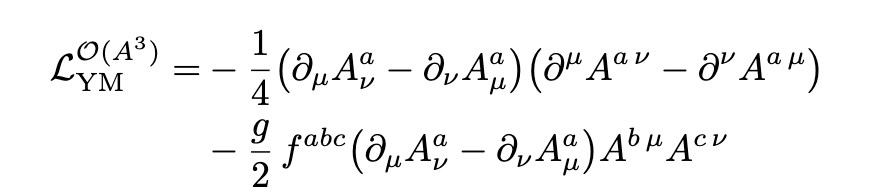 \mathcal{L}_{\mathrm{YM}}^{\mathcal{O}(A^3)} = -\frac{1}{4}\big(\partial_\mu A^a_\nu - \partial_\nu A^a_\mu\big)\big(\partial^\mu A^{a\,\nu} - \partial^\nu A^{a\,\mu}\big)
-\frac{g}{2}\,f^{abc}\big(\partial_\mu A^a_\nu - \partial_\nu A^a_\mu\big)A^{b\,\mu}A^{c\,\nu}